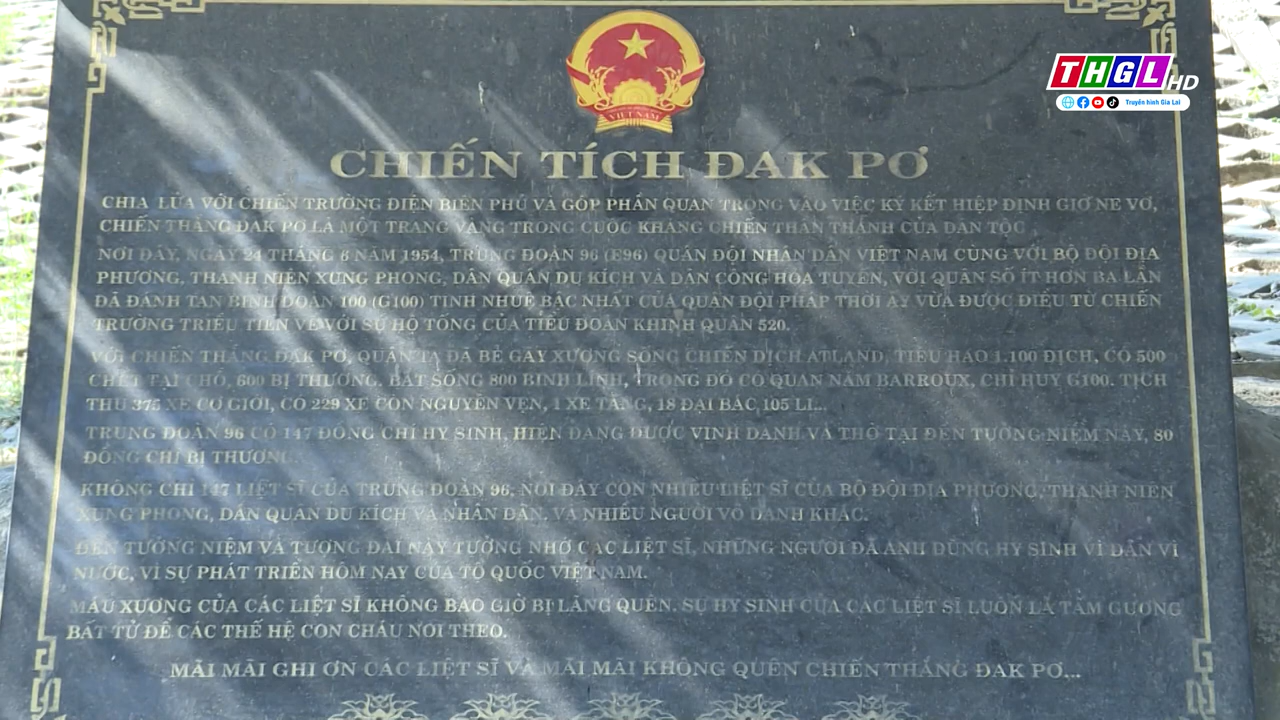 THGL HD
Truyền hình Gia Lai
VIỆT NAM
CHIẾN TÍCH ĐAK PƠ
CHIA LỬA VỚI CHIẾN TRƯỜNG ĐIỆN BIÊN PHỦ VÀ GÓP PHẦN QUAN TRỌNG VÀO VIỆC KÝ KẾT HIỆP ĐỊNH GIƠ NE VƠ,
CHIẾN THẮNG ĐAK PƠ LÀ MỘT TRANG VÀNG TRONG CUỘC KHÁNG CHIẾN THẦN THÁNH CỦA DÂN TỘC.
NƠI ĐÂY, NGÀY 24 THÁNG 6 NĂM 1954, TRUNG ĐOÀN 96 (E96) QUÂN ĐỘI NHÂN DÂN VIỆT NAM CÙNG VỚI BỘ ĐỘI ĐỊA
PHƯƠNG, THANH NIÊN XUNG PHONG, DÂN QUÂN DU KÍCH VÀ DÂN CÔNG HỎA TUYẾN, VỚI QUÂN SỐ ÍT HƠN BA LẦN
ĐÃ ĐÁNH TAN BINH ĐOÀN 100 (G100) TINH NHUỆ BẬC NHẤT CỦA QUÂN ĐỘI PHÁP THỜI ẤY VỪA ĐƯỢC ĐIỀU TỪ CHIẾN
TRƯỜNG TRIỀU TIÊN VỀ VỚI SỰ HỘ TỐNG CỦA TIỂU ĐOÀN KHINH QUÂN 520.
VỚI CHIẾN THẮNG ĐAK PƠ, QUÂN TA ĐÃ BẺ GÃY XƯƠNG SỐNG CHIẾN DỊCH ATLAND, TIÊU HAO 1.100 ĐỊCH, CÓ 500
CHẾT TẠI CHỖ, 600 BỊ THƯƠNG. BẮT SỐNG 800 BINH LÍNH, TRONG ĐÓ CÓ QUAN NĂM BARROUX, CHỈ HUY G100. TỊCH
THU 375 XE CƠ GIỚI, CÓ 229 XE CÒN NGUYÊN VẸN, 1 XE TĂNG, 18 ĐẠI BÁC 105 LI...
TRUNG ĐOÀN 96 CÓ 147 ĐỒNG CHÍ HY SINH, HIỆN ĐANG ĐƯỢC VINH DANH VÀ THỜ TẠI ĐỀN TƯỞNG NIỆM NÀY, 80
ĐỒNG CHÍ BỊ THƯƠNG.
KHÔNG CHỈ 147 LIỆT SĨ CỦA TRUNG ĐOÀN 96, NƠI ĐÂY CÒN NHIỀU LIỆT SĨ CỦA BỘ ĐỘI ĐỊA PHƯƠNG, THANH NIÊN
XUNG PHONG, DÂN QUÂN DU KÍCH VÀ NHÂN DÂN, VÀ NHIỀU NGƯỜI VÔ DANH KHÁC.
ĐỀN TƯỞNG NIỆM VÀ TƯỢNG ĐÀI NÀY TƯỞNG NHỚ CÁC LIỆT SĨ, NHỮNG NGƯỜI ĐÃ ANH DŨNG HY SINH VÌ DÂN VÌ
NƯỚC, VÌ SỰ PHÁT TRIỂN HÔM NAY CỦA TỔ QUỐC VIỆT NAM.
MÁU XƯƠNG CỦA CÁC LIỆT SĨ KHÔNG BAO GIỜ BỊ LÃNG QUÊN. SỰ HY SINH CỦA CÁC LIỆT SĨ LUÔN LÀ TẤM GƯƠNG
BẤT TỬ ĐỂ CÁC THẾ HỆ CON CHÁU NOI THEO.
MÃI MÃI GHI ƠN CÁC LIỆT SĨ VÀ MÃI MÃI KHÔNG QUÊN CHIẾN THẮNG ĐAK PƠ...